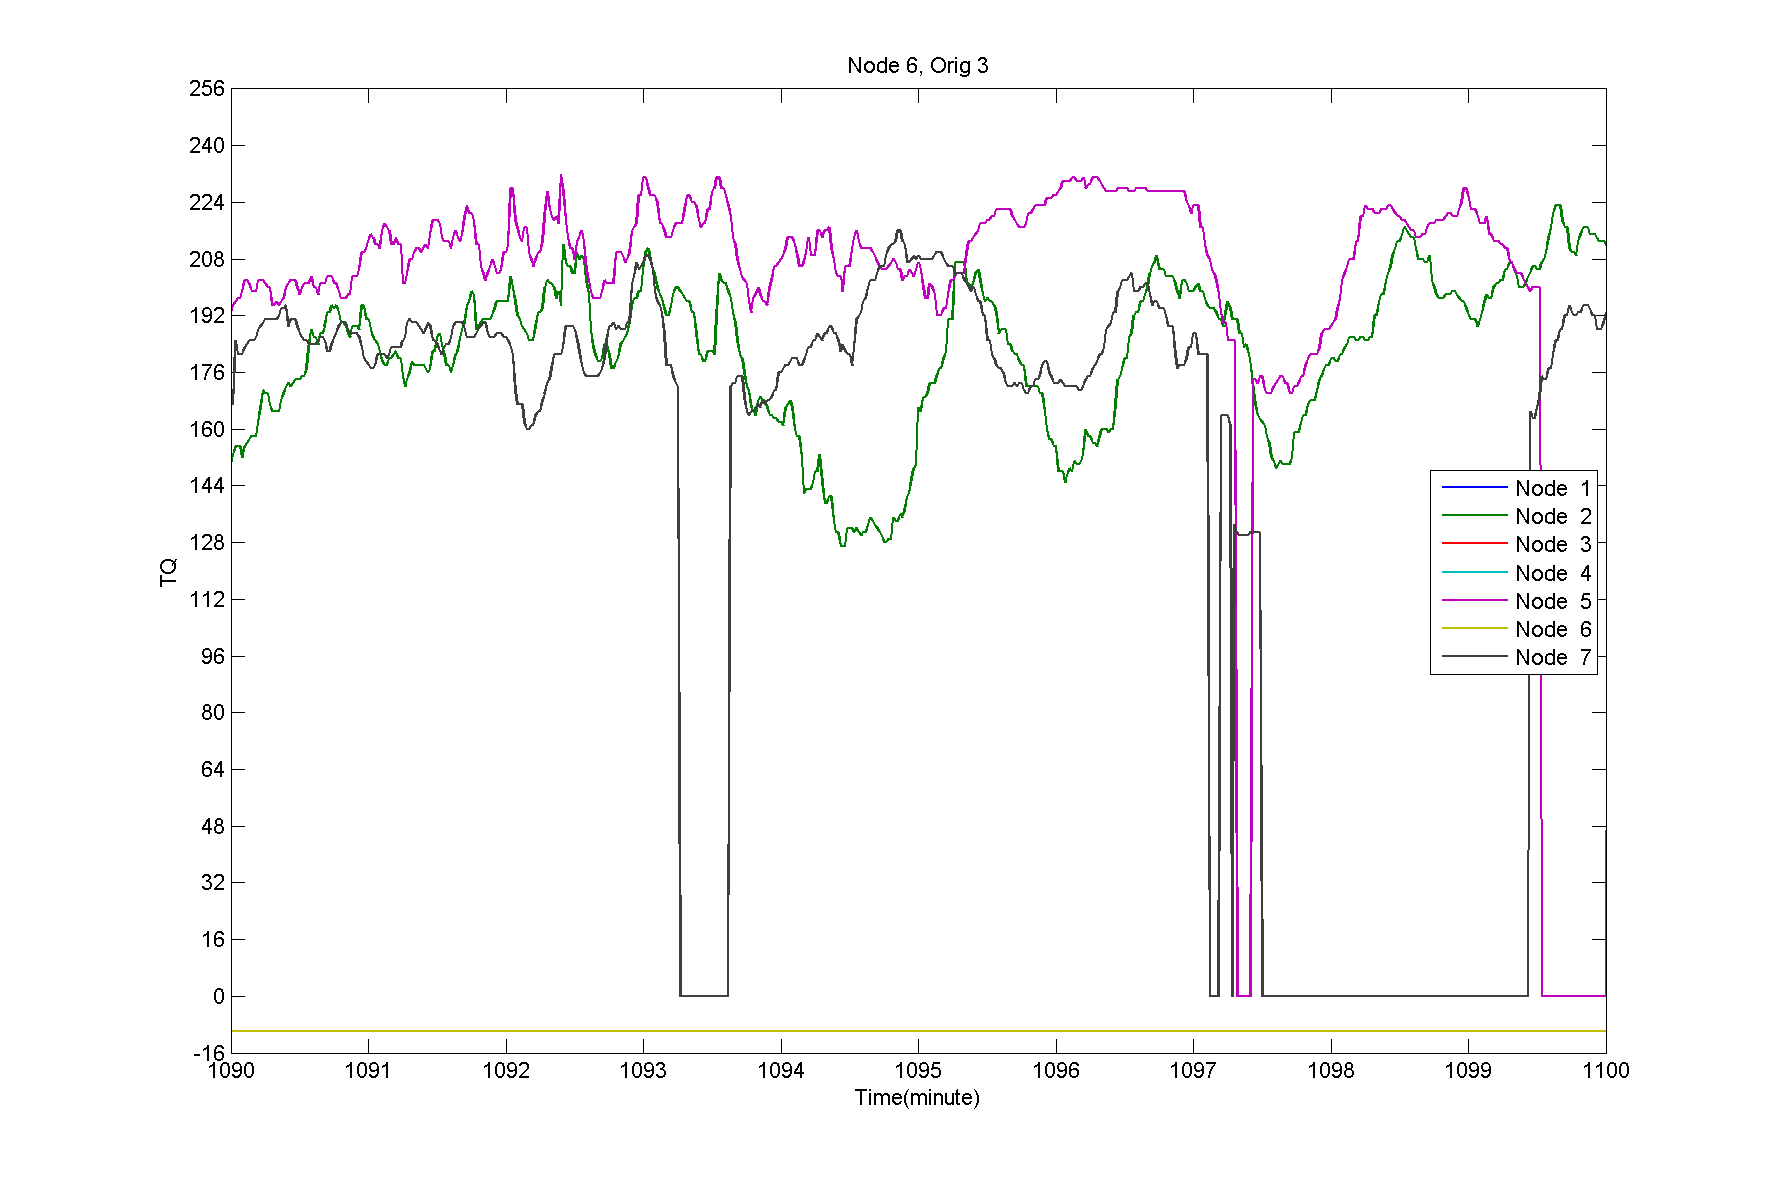 Node 6, Orig 3
256
240
224
208
192
176
160
144
128
112
96
80
64
48
32
16
0
-16
TQ
Node 1
Node 2
Node 3
Node 4
Node 5
Node 6
Node 7
1090 1091 1092 1093 1094 1095 1096 1097 1098 1099 1100
Time(minute)